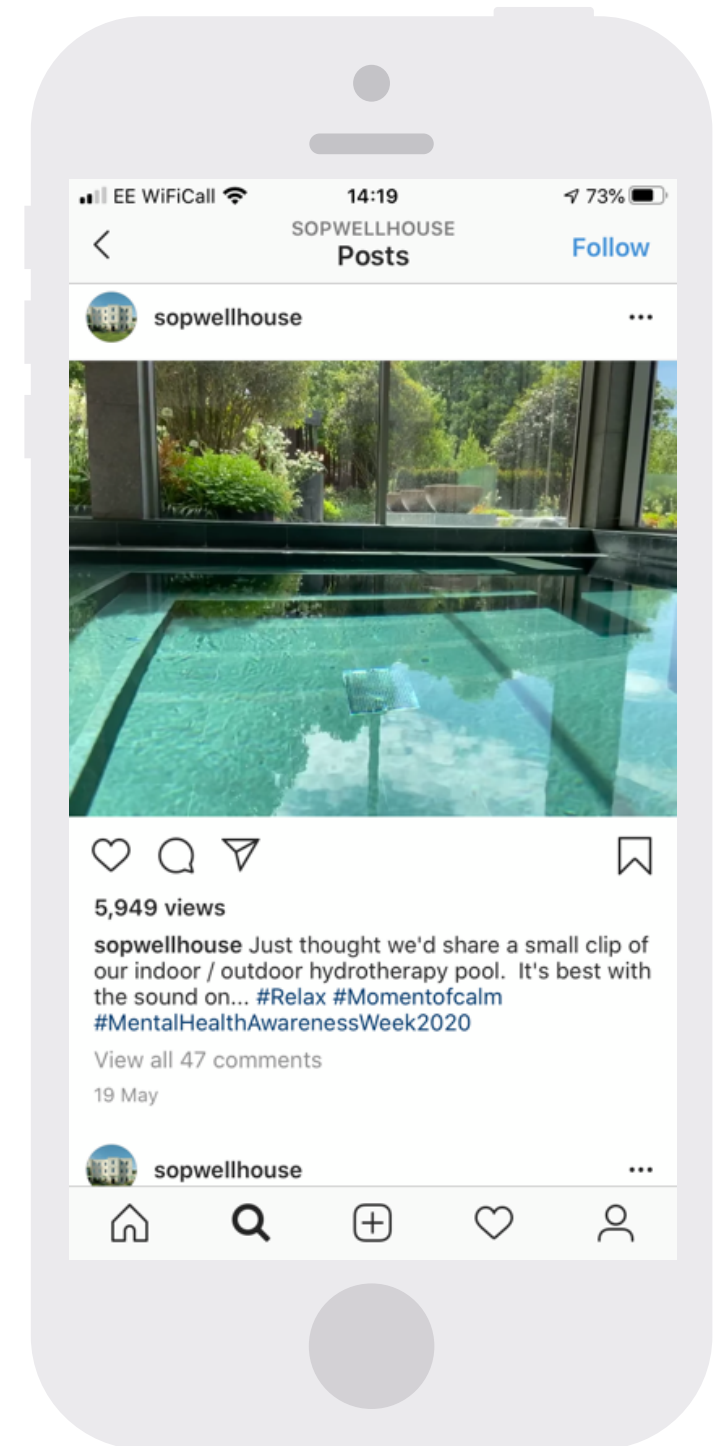 EE WiFiCall 14:19 73%
SOPWELLHOUSE
Posts Follow
sopwellhouse
5,949 views
sopwellhouse Just thought we'd share a small clip of
our indoor / outdoor hydrotherapy pool. It's best with
the sound on... #Relax #Momentofcalm
#MentalHealthAwarenessWeek2020
View all 47 comments
19 May
sopwellhouse